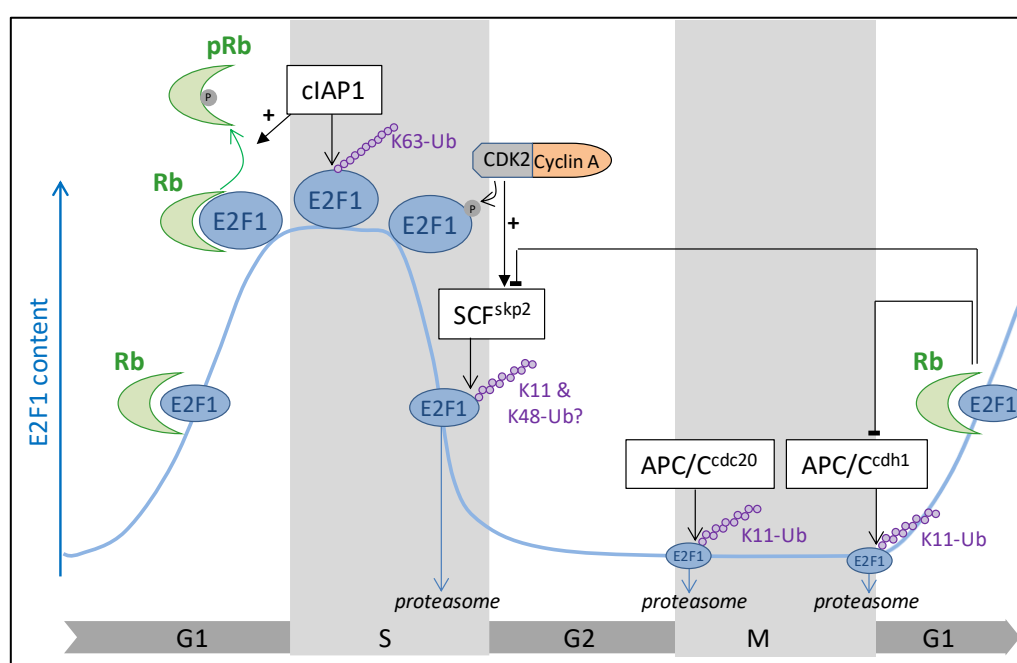 pRb
P
cIAP1
+
K63-Ub
CDK2 Cyclin A
Rb
E2F1
E2F1
E2F1
P
+
SCFskp2
E2F1 content
Rb
E2F1
E2F1
K11 &
K48-Ub?
Rb
E2F1
APC/Ccdc20
APC/Ccdh1
K11-Ub
K11-Ub
E2F1
E2F1
proteasome
proteasome
proteasome
G1 S G2 M G1